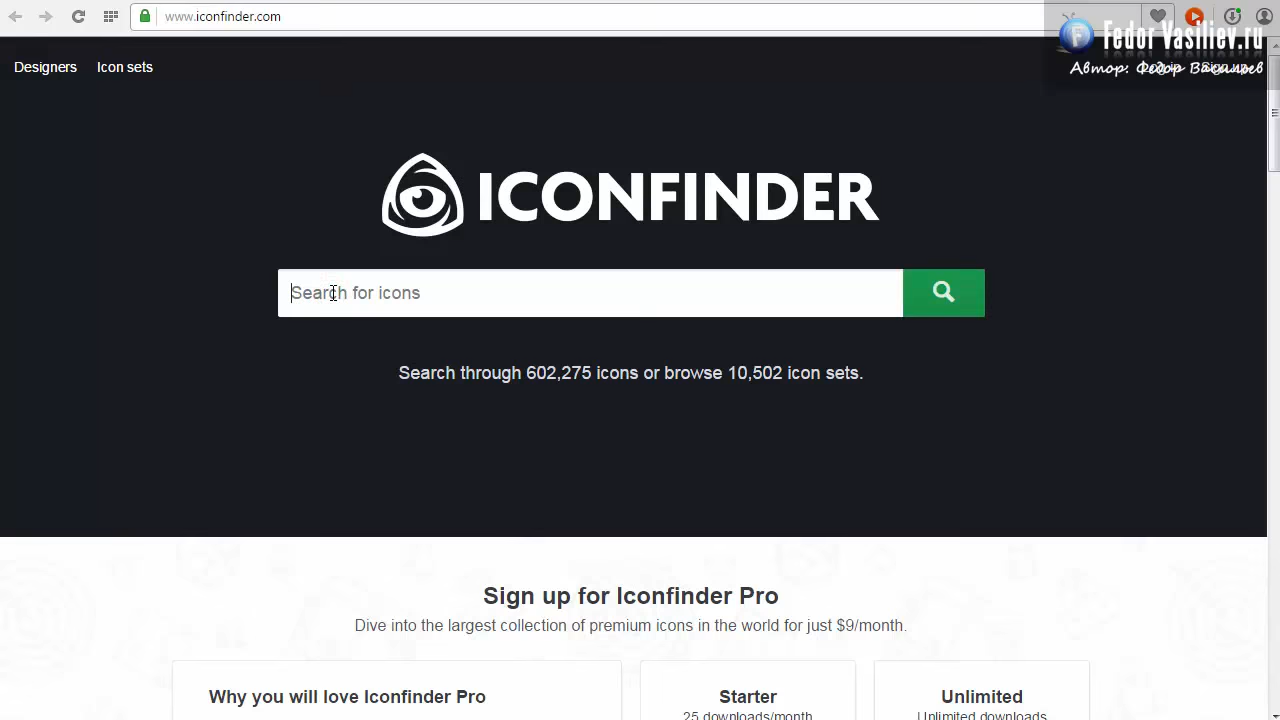 www.iconfinder.com
Fedor Vasiliev.ru
Автор: Федор Васильев
Designers
Icon sets
ICONFINDER
Search for icons
Search through 602,275 icons or browse 10,502 icon sets.
Sign up for Iconfinder Pro
Dive into the largest collection of premium icons in the world for just $9/month.
Why you will love Iconfinder Pro
Starter
Unlimited
25 downloads/month
Unlimited downloads